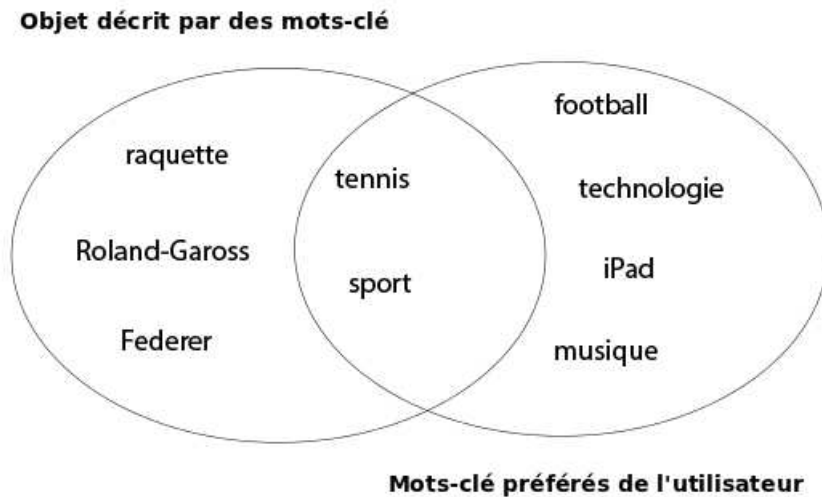 Objet décrit par des mots-clé
raquette
Roland-Gaross
Federer
tennis
sport
football
technologie
iPad
musique
Mots-clé préférés de l'utilisateur